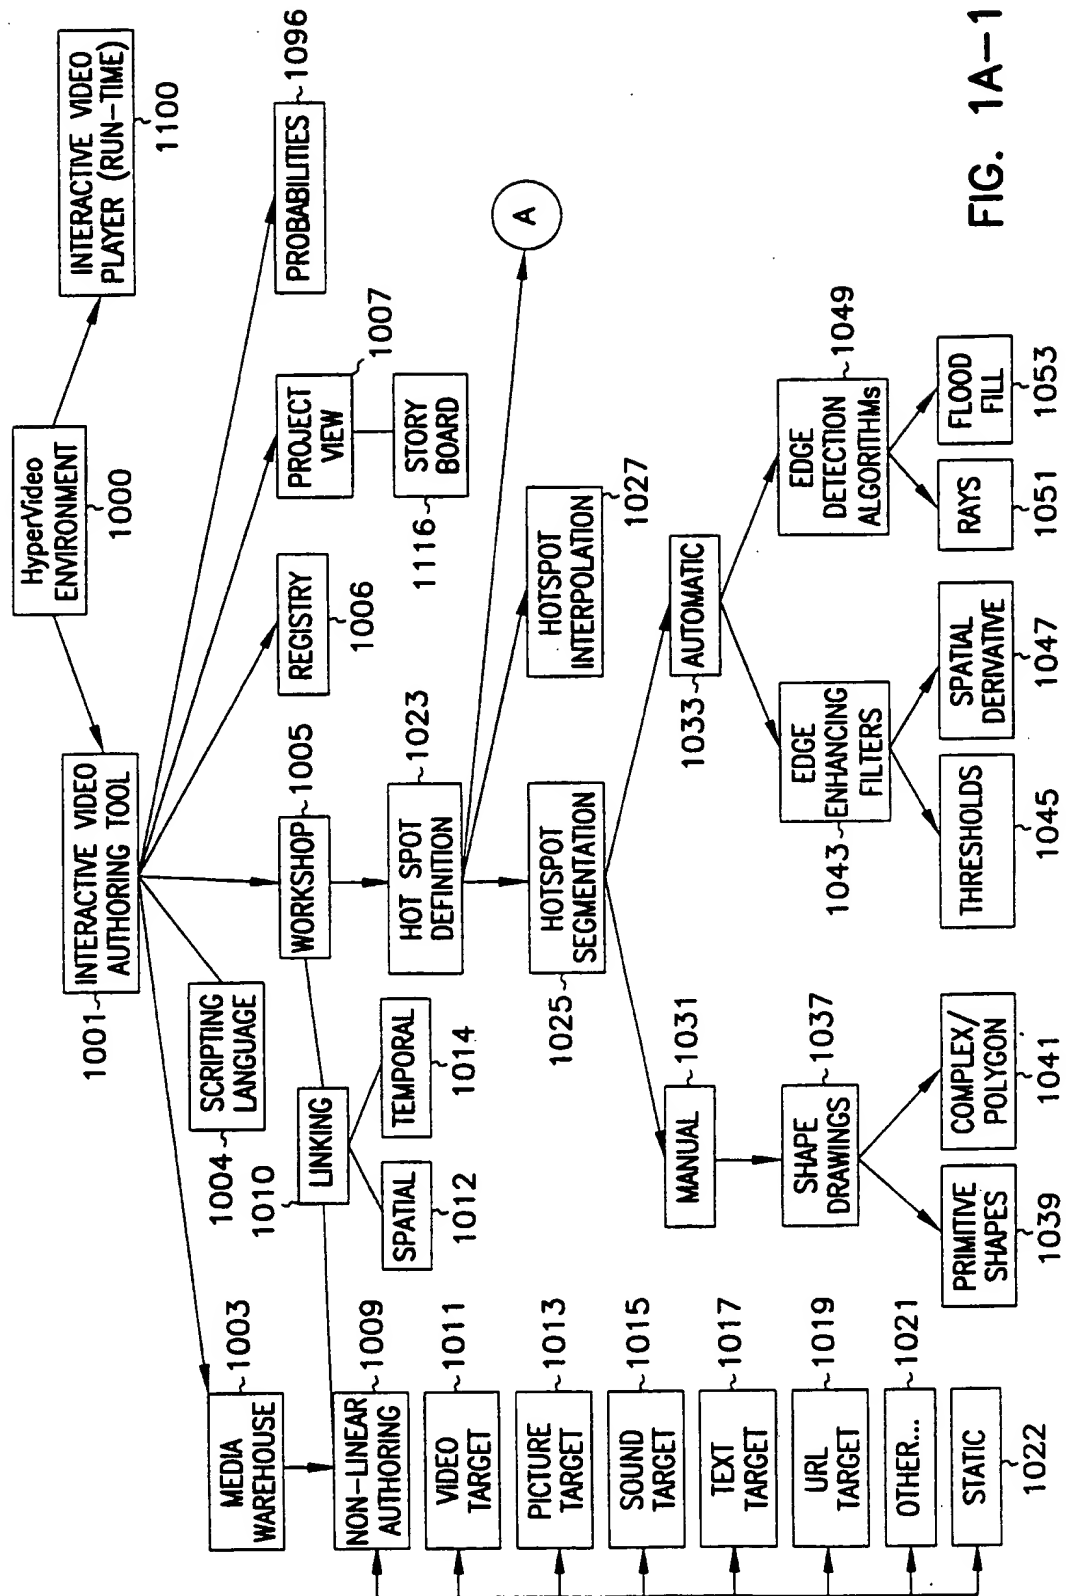 HyperVideo
ENVIRONMENT
1000
INTERACTIVE VIDEO
PLAYER (RUN-TIME)
1100
1001
INTERACTIVE VIDEO
AUTHORING TOOL
MEDIA
WAREHOUSE
1003
SCRIPTING
LANGUAGE
1004
WORKSHOP
1005
REGISTRY
1006
PROJECT
VIEW
1007
PROBABILITIES
1096
NON-LINEAR
AUTHORING
1009
1010
LINKING
SPATIAL
1012
TEMPORAL
1014
HOT SPOT
DEFINITION
1023
1116
STORY
BOARD
VIDEO
TARGET
1011
PICTURE
TARGET
1013
1025
HOTSPOT
SEGMENTATION
HOTSPOT
INTERPOLATION
1027
A
SOUND
TARGET
1015
TEXT
TARGET
1017
MANUAL
1031
1033
AUTOMATIC
URL
TARGET
1019
SHAPE
DRAWINGS
1037
1043
EDGE
ENHANCING
FILTERS
EDGE
DETECTION
ALGORITHMs
1049
OTHER...
1021
STATIC
1022
PRIMITIVE
SHAPES
1039
COMPLEX/
POLYGON
1041
THRESHOLDS
1045
SPATIAL
DERIVATIVE
1047
RAYS
1051
FLOOD
FILL
1053
FIG. 1A-1